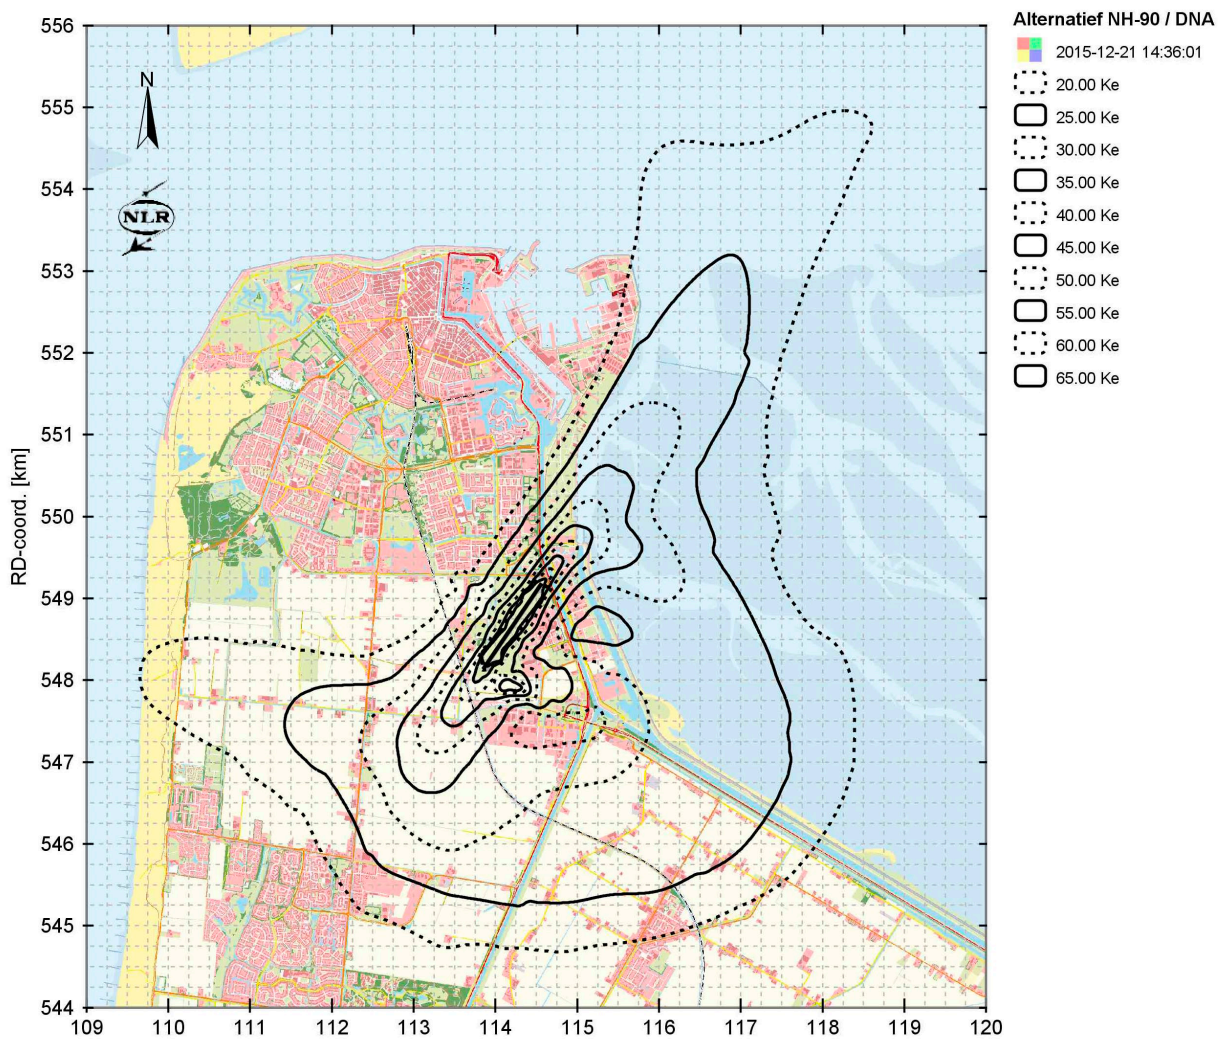 Alternatief NH-90 / DNA
2015-12-21 14:36:01
20.00 Ke
25.00 Ke
30.00 Ke
35.00 Ke
40.00 Ke
45.00 Ke
50.00 Ke
55.00 Ke
60.00 Ke
65.00 Ke
N
NLR
RD-coord. [km]
556
555
554
553
552
551
550
549
548
547
546
545
544
109 110 111 112 113 114 115 116 117 118 119 120